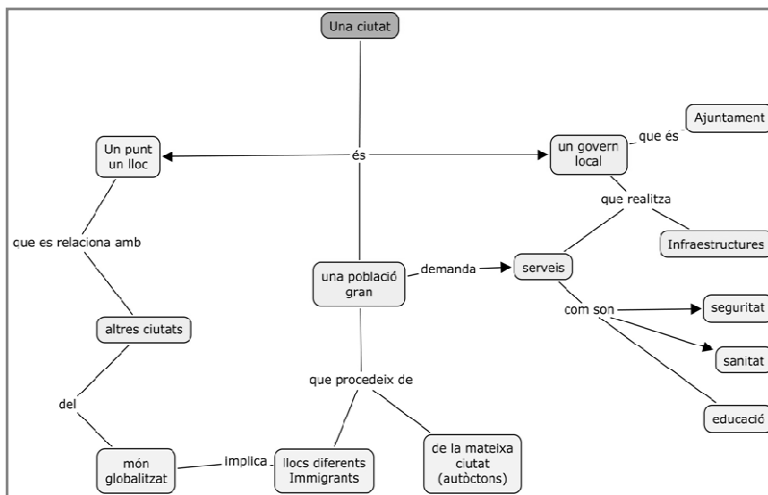 Una ciutat
Ajuntament
que és
Un punt
un lloc
és
un govern
local
que realitza
que es relaciona amb
Infraestructures
una població
gran
demanda
serveis
com son
seguritat
altres ciutats
sanitat
que procedeix de
del
educació
món
globalitzat
Implica
llocs diferents
Immigrants
de la mateixa
ciutat
(autòctons)